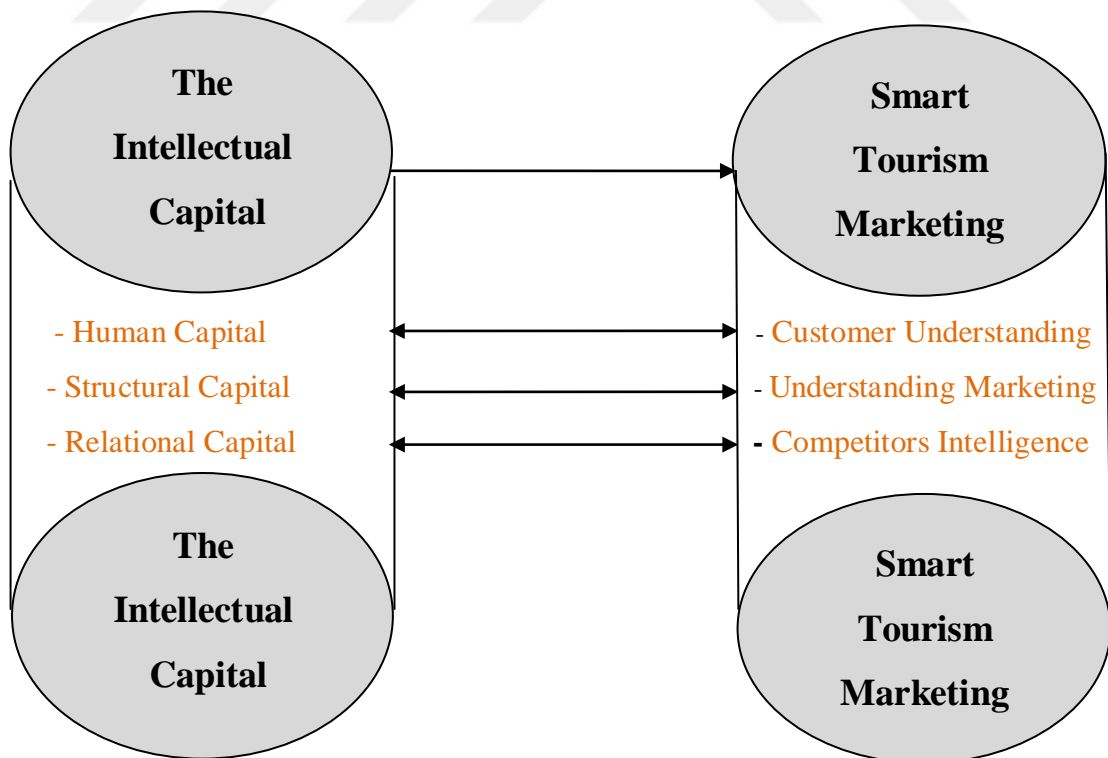 The
Intellectual
Capital
Smart
Tourism
Marketing
- Human Capital
- Structural Capital
- Relational Capital
- Customer Understanding
- Understanding Marketing
- Competitors Intelligence
The
Intellectual
Capital
Smart
Tourism
Marketing